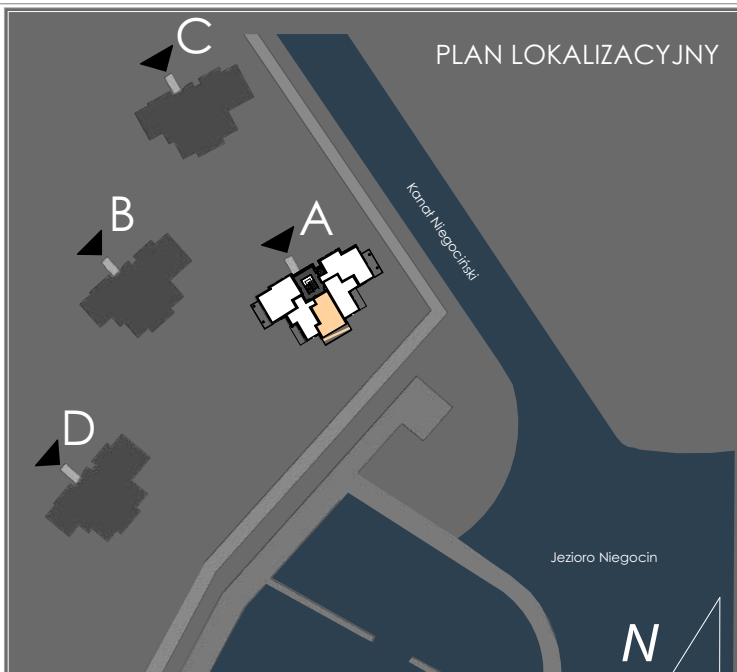 C
PLAN LOKALIZACYJNY
B
A
Kanał Niegociński
D
Jezioro Niegocin
N